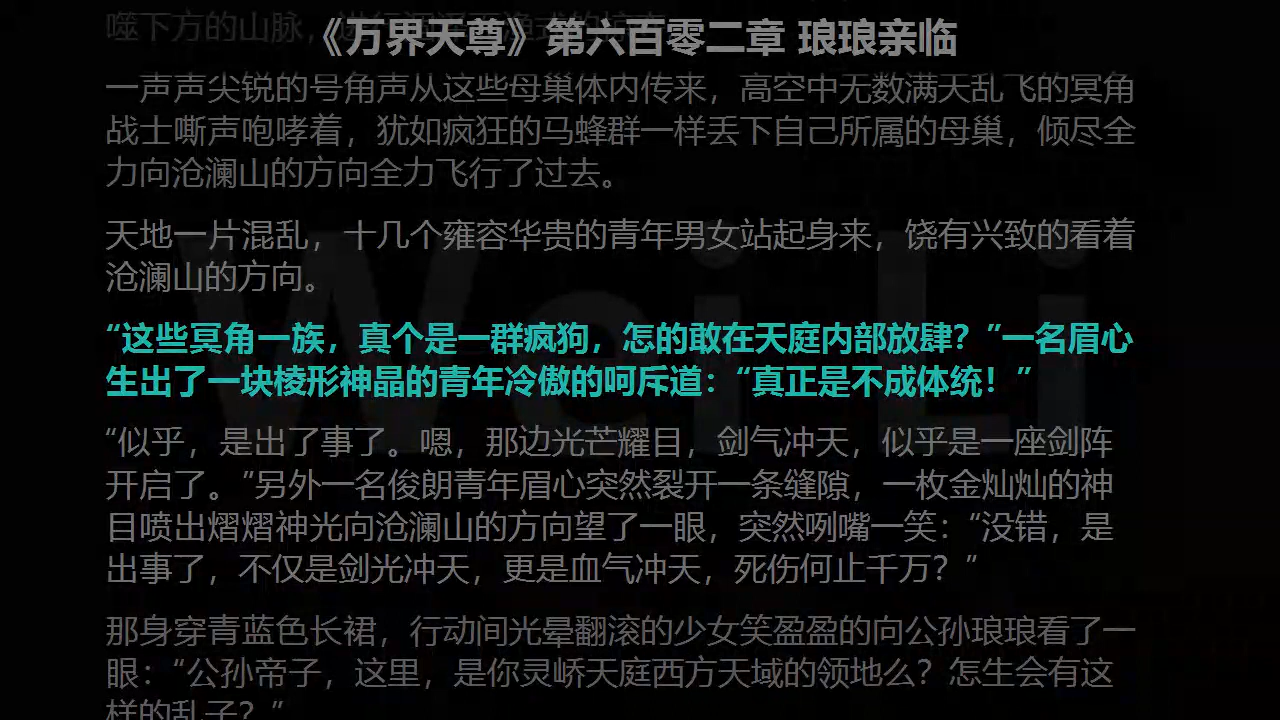 噬下方的山脉，
《万界天尊》第六百零二章 琅琅亲临
一声声尖锐的号角声从这些母巢体内传来，高空中无数满天乱飞的冥角
战士嘶声咆哮着，犹如疯狂的马蜂群一样丢下自己所属的母巢，倾尽全
力向沧澜山的方向全力飞行了过去。
天地一片混乱，十几个雍容华贵的青年男女站起身来，饶有兴致的看着
沧澜山的方向。
“这些冥角一族，真个是一群疯狗，怎的敢在天庭内部放肆？”一名眉心
生出了一块棱形神晶的青年冷傲的呵斥道：“真正是不成体统！”
“似乎，是出了事了。嗯，那边光芒耀目，剑气冲天，似乎是一座剑阵
开启了。”另外一名俊朗青年眉心突然裂开一条缝隙，一枚金灿灿的神
目喷出熠熠神光向沧澜山的方向望了一眼，突然咧嘴一笑：“没错，是
出事了，不仅是剑光冲天，更是血气冲天，死伤何止千万？”
那身穿青蓝色长裙，行动间光晕翻滚的少女笑盈盈的向公孙琅琅看了一
眼：“公孙帝子，这里，是你灵峤天庭西方天域的领地么？怎生会有这
样的乱子？”
Wei Li